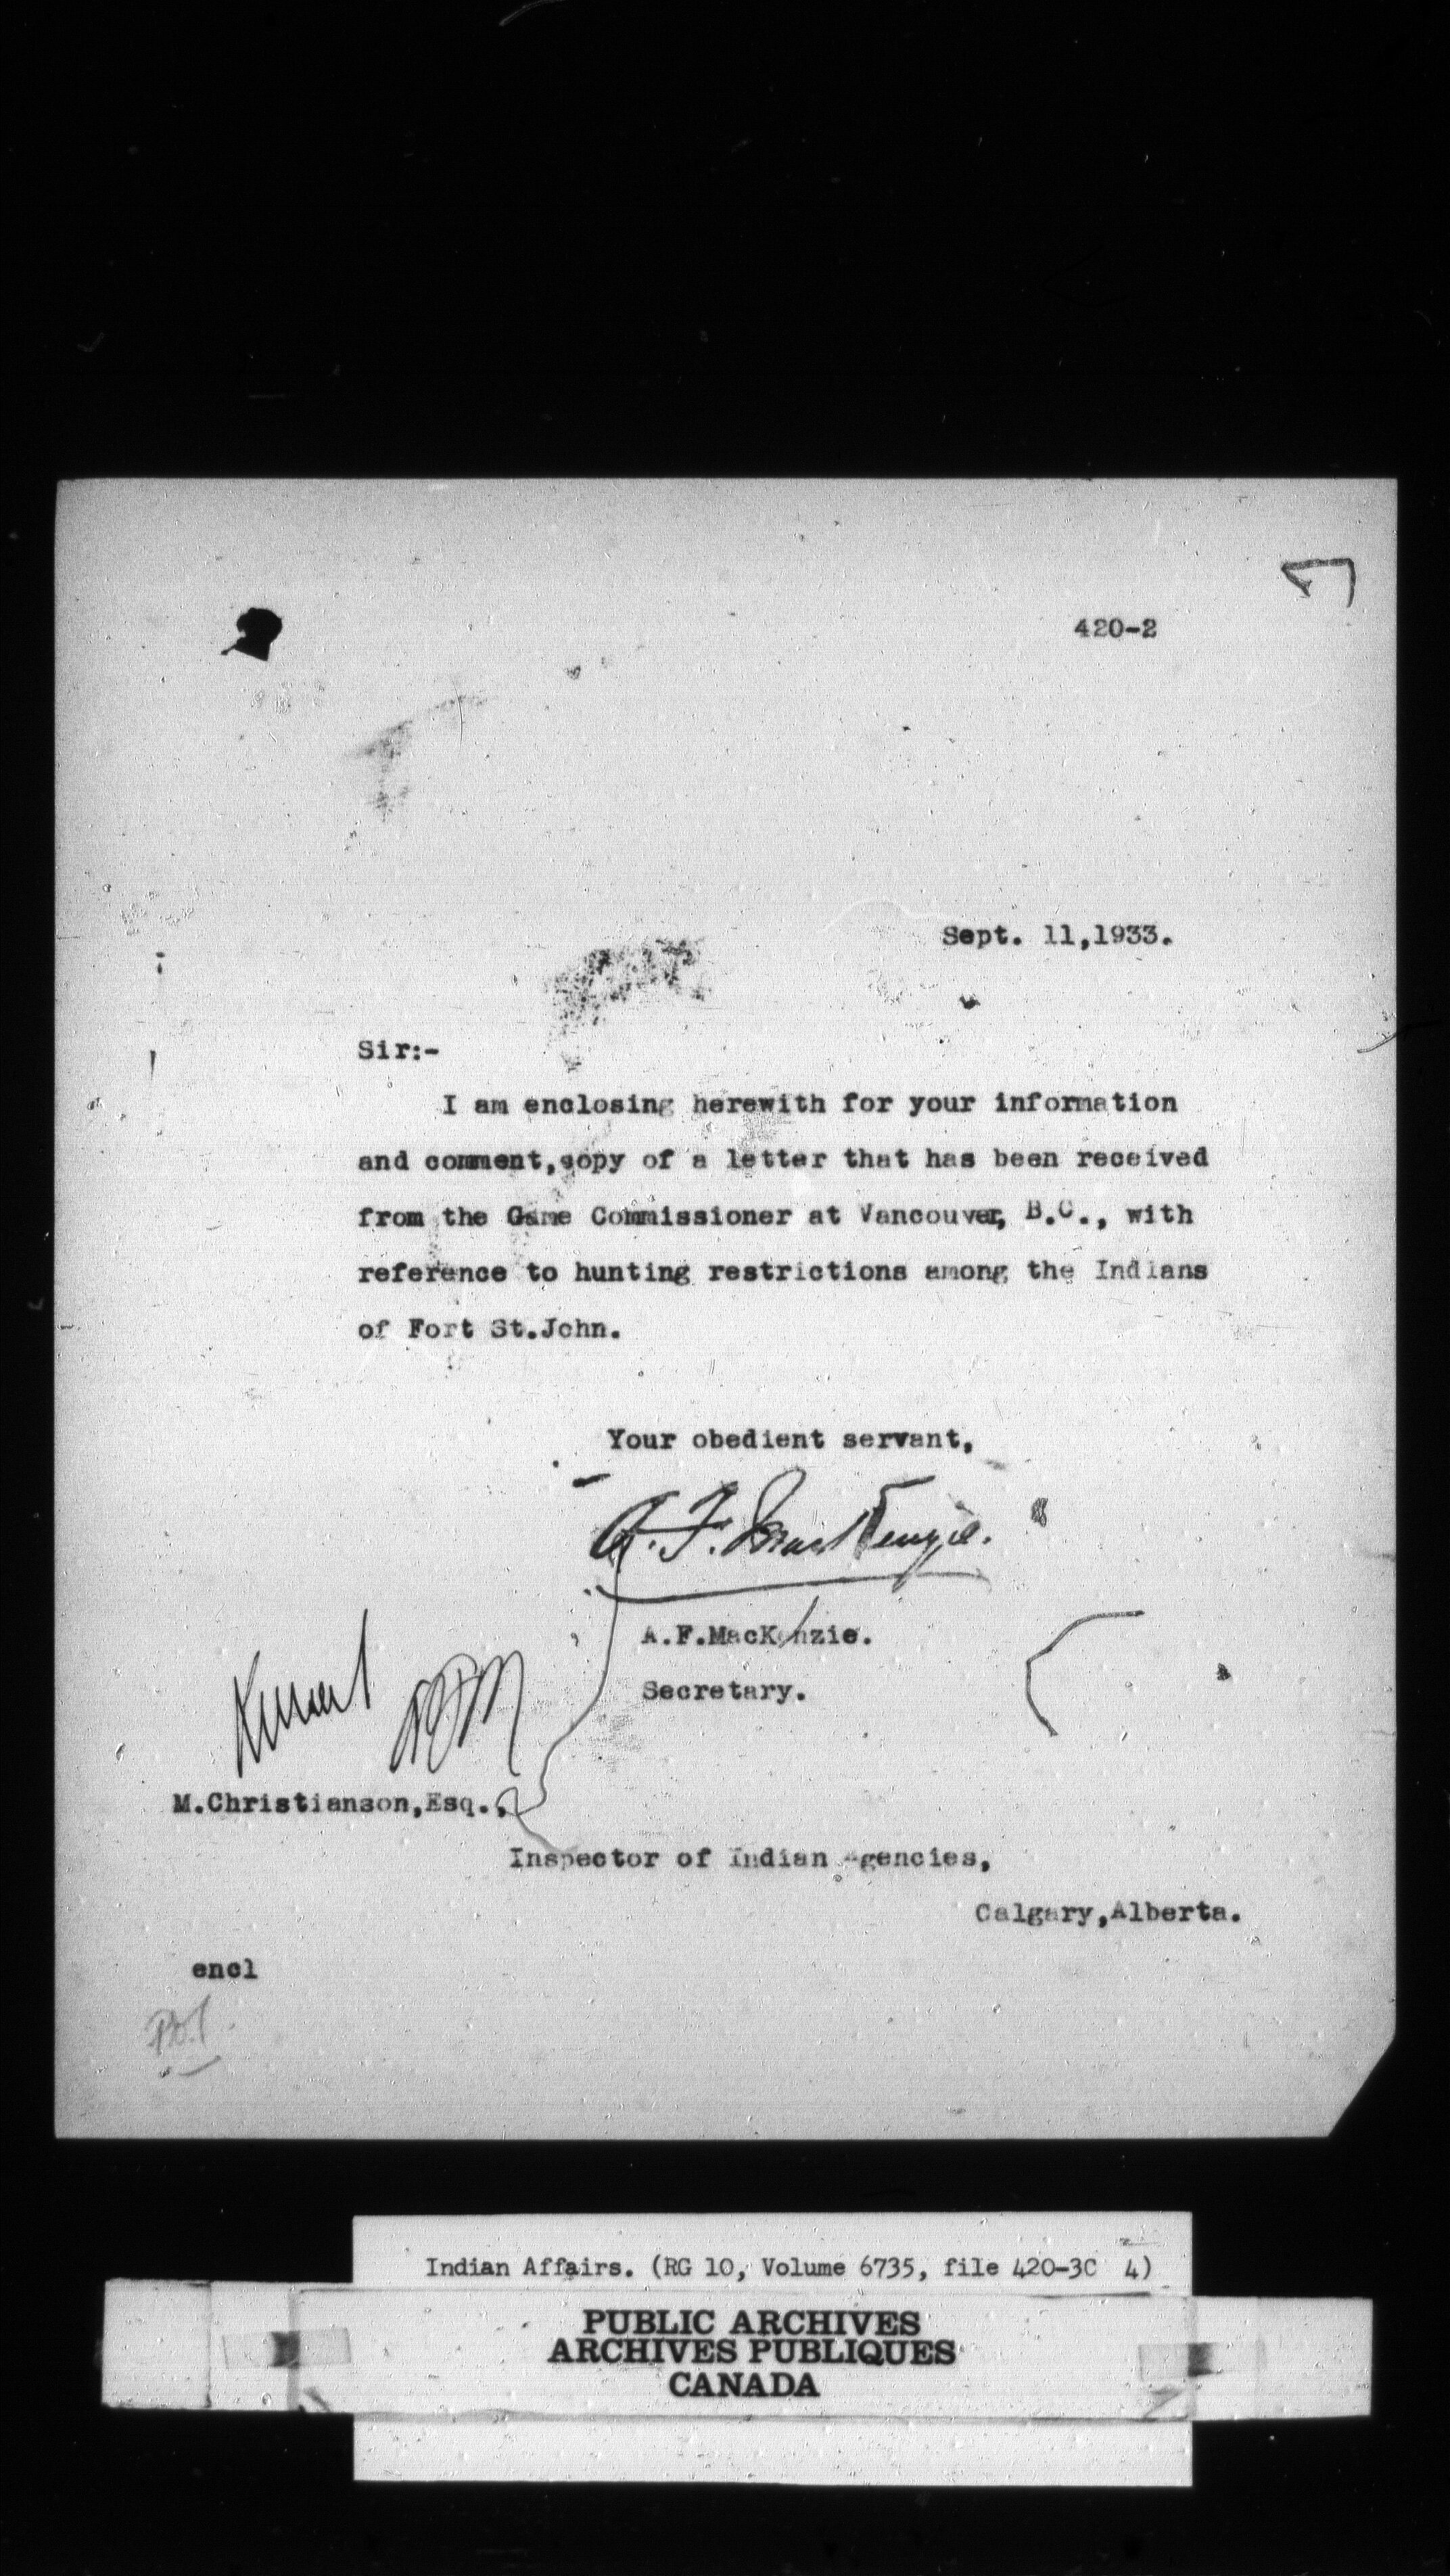 420-2
Sept. 11,1933.
Sir:-
I am enclosing herewith for your information
and comment,copy of a letter that has been received
from the Game Commissioner at Vancouver, B.C., with
reference to hunting restrictions among the Indians
of Fort St.John.
Your obedient servant,
A. F. MacKenzie.
A.F.MacKenzie.
Secretary.
M.Christianson,Esq.,
Inspector of Indian Agencies,
Calgary,Alberta.
encl
Indian Affairs. (RG 10, Volume 6735, file 420-3C 4)
PUBLIC ARCHIVES
ARCHIVES PUBLIQUES
CANADA